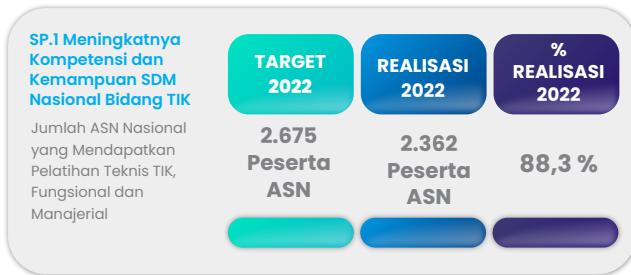 SP.1 Meningkatnya
Kompetensi dan
Kemampuan SDM
Nasional Bidang TIK
Jumlah ASN Nasional
yang Mendapatkan
Pelatihan Teknis TIK,
Fungsional dan
Manajerial
TARGET
2022
2.675
Peserta
ASN
REALISASI
2022
2.362
Peserta
ASN
%
REALISASI
2022
88,3 %